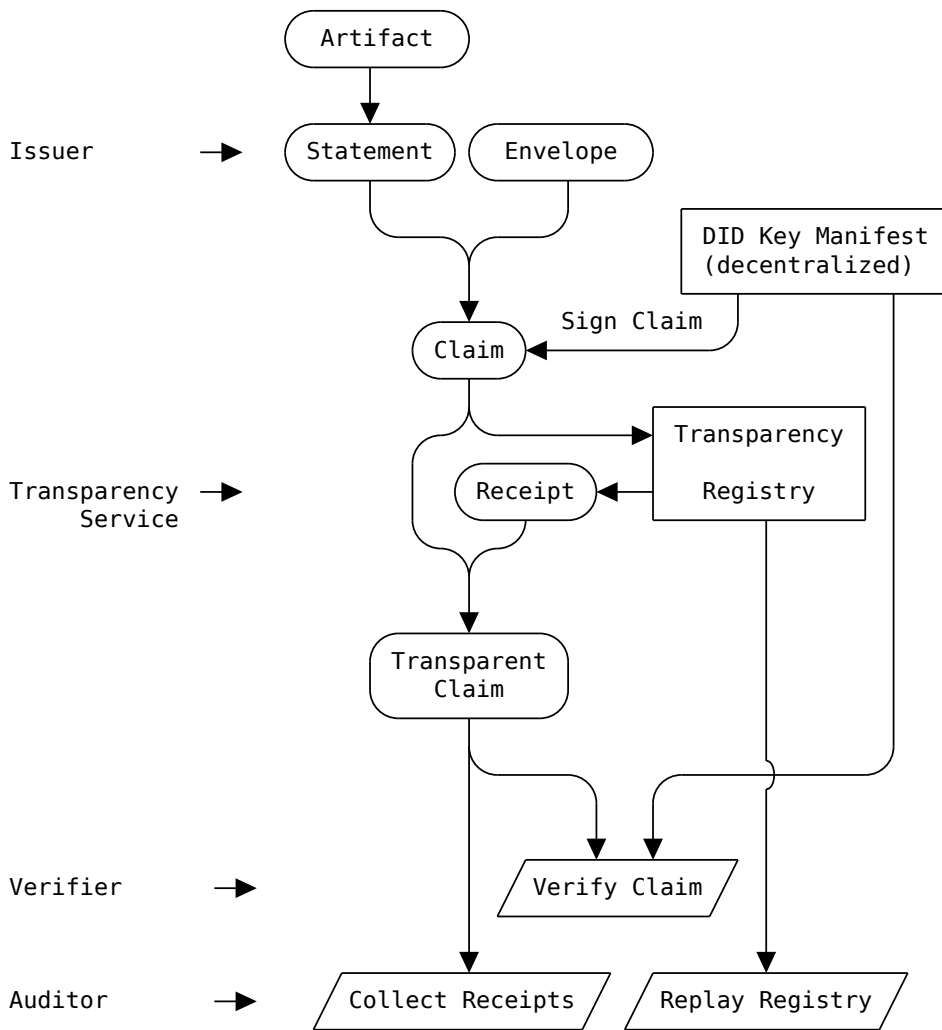 Artifact
Issuer
Statement
Envelope
DID Key Manifest
(decentralized)
Sign Claim
Claim
Transparency
Transparency
Service
Receipt
Registry
Transparent
Claim
Verifier
Verify Claim
Auditor
Collect Receipts
Replay Registry